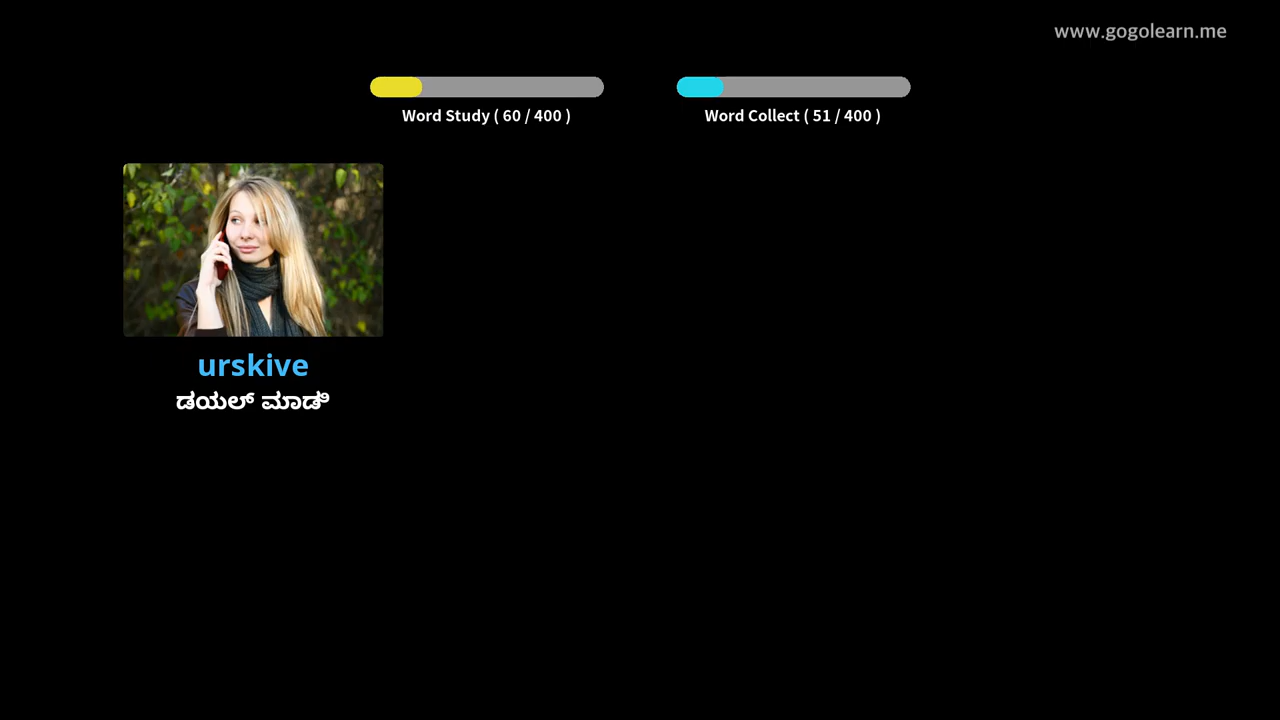 www.gogolearn.me
Word Study ( 60 / 400 )
Word Collect ( 51 / 400 )
urskive
ಡಯಲ್ ಮಾಡಿ